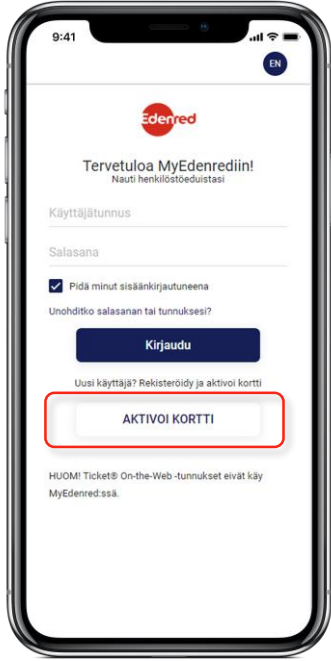 9:41
EN
Edenred
Tervetuloa MyEdenrediin!
Nauti henkilöstöeduistasi
Käyttäjätunnus
Salasana
Pidä minut sisäänkirjautuneena
Unohditko salasanan tai tunnuksesi?
Kirjaudu
Uusi käyttäjä? Rekisteröidy ja aktivoi kortti
AKTIVOI KORTTI
HUOM! Ticket® On-the-Web -tunnukset eivät käy
MyEdenred:ssä.